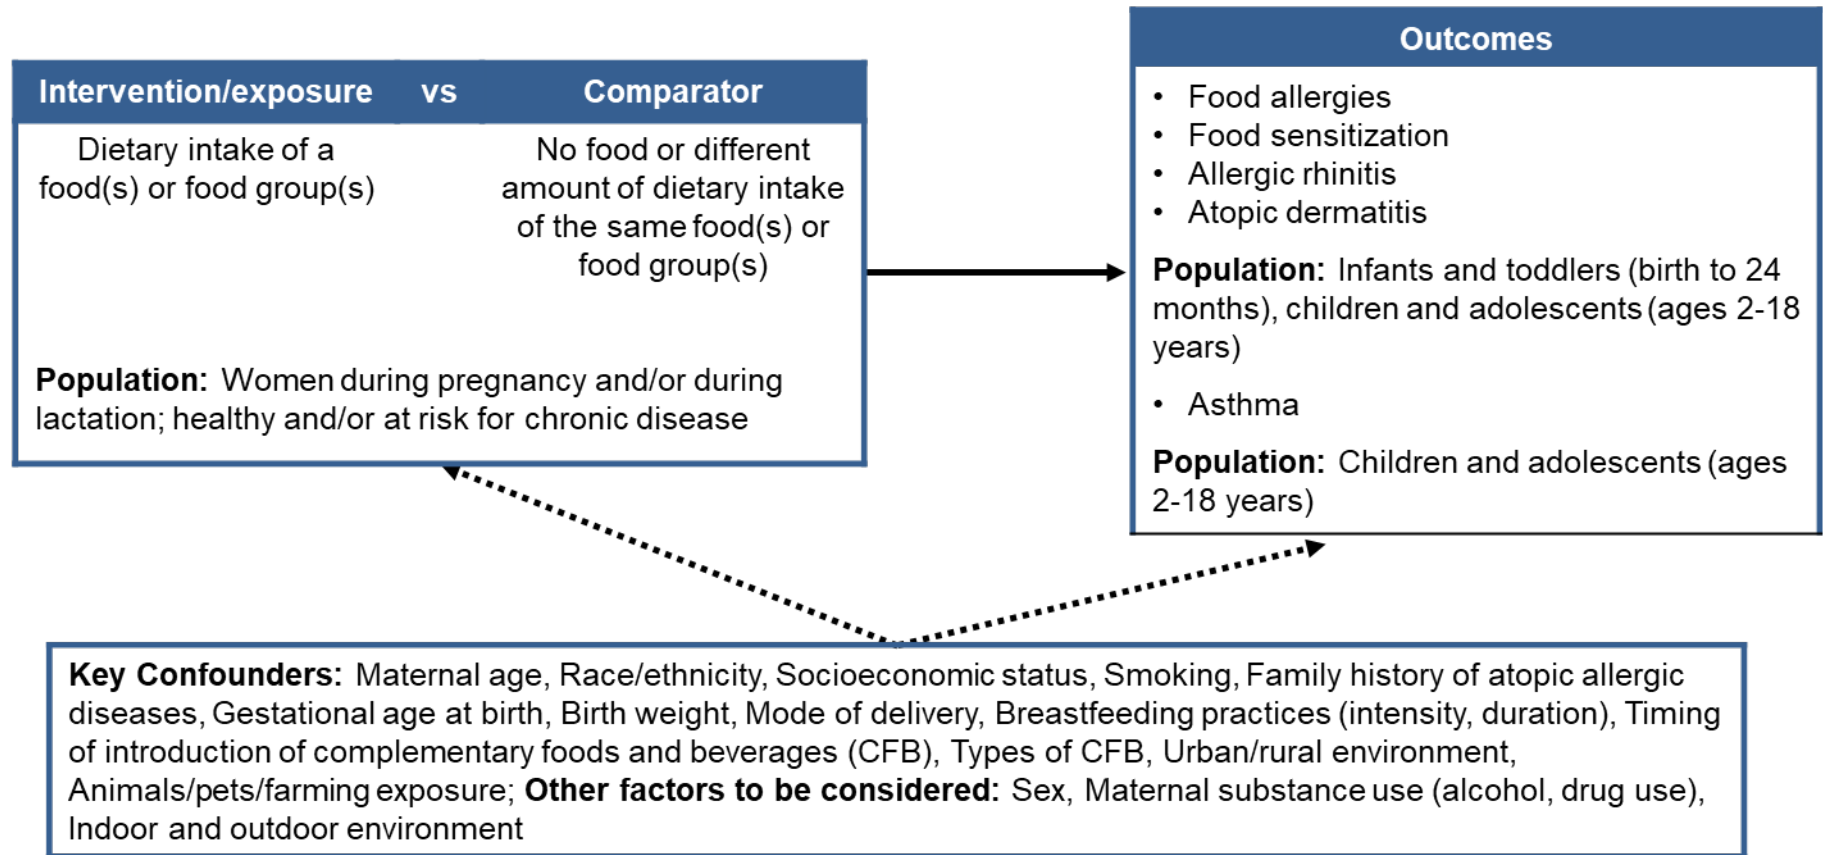 Intervention/exposure vs Comparator
Dietary intake of a
food(s) or food group(s)
No food or different
amount of dietary intake
of the same food(s) or
food group(s)
Population: Women during pregnancy and/or during
lactation; healthy and/or at risk for chronic disease
Outcomes
• Food allergies
• Food sensitization
• Allergic rhinitis
• Atopic dermatitis
Population: Infants and toddlers (birth to 24
months), children and adolescents (ages 2-18
years)
• Asthma
Population: Children and adolescents (ages
2-18 years)
Key Confounders: Maternal age, Race/ethnicity, Socioeconomic status, Smoking, Family history of atopic allergic
diseases, Gestational age at birth, Birth weight, Mode of delivery, Breastfeeding practices (intensity, duration), Timing
of introduction of complementary foods and beverages (CFB), Types of CFB, Urban/rural environment,
Animals/pets/farming exposure; Other factors to be considered: Sex, Maternal substance use (alcohol, drug use),
Indoor and outdoor environment